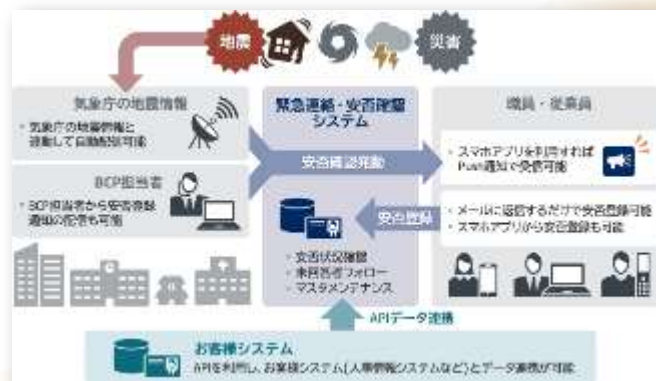 地震
災害
気象庁の地震情報
・気象庁の地震情報と
連動して自動配信可能
BCP担当者
・BCP担当者から安否登録
通知の配信も可能
緊急連絡・安否確認
システム
安否確認発動
安否登録
・安否状況確認
・未回答者フォロー
・マスタメンテナンス
職員・従業員
・スマホアプリを利用すれば
Push通知で受信可能
・メールに返信するだけで安否登録可能
・スマホアプリから安否登録も可能
APIデータ連携
お客様システム
APIを利用し、お客様システム(人事情報システムなど)とデータ連携が可能